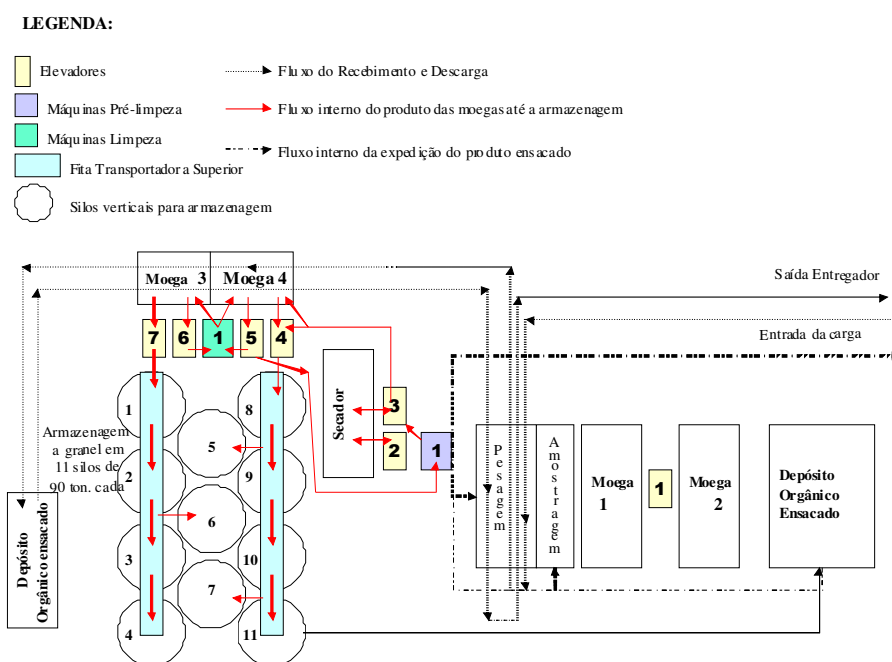 LEGENDA:
Elevadores
Fluxo do Recebimento e Descarga
Máquinas Pré-limpeza
Fluxo interno do produto das moegas até a armazenagem
Máquinas Limpeza
Fluxo interno da expedição do produto ensacado
Fita Transportadora Superior
Silos verticais para armazenagem
Moega 3
Moega 4
Saída Entregador
Entrada da carga
7
6
1
5
4
Secador
3
2
1
1
2
3
4
5
6
7
8
9
10
11
Armazenagem
a granel em
11 silos de
90 ton. cada
Depósito
Orgânico ensacado
Pesagem
Amostragem
Moega
1
1
Moega
2
Depósito
Orgânico
Ensacado